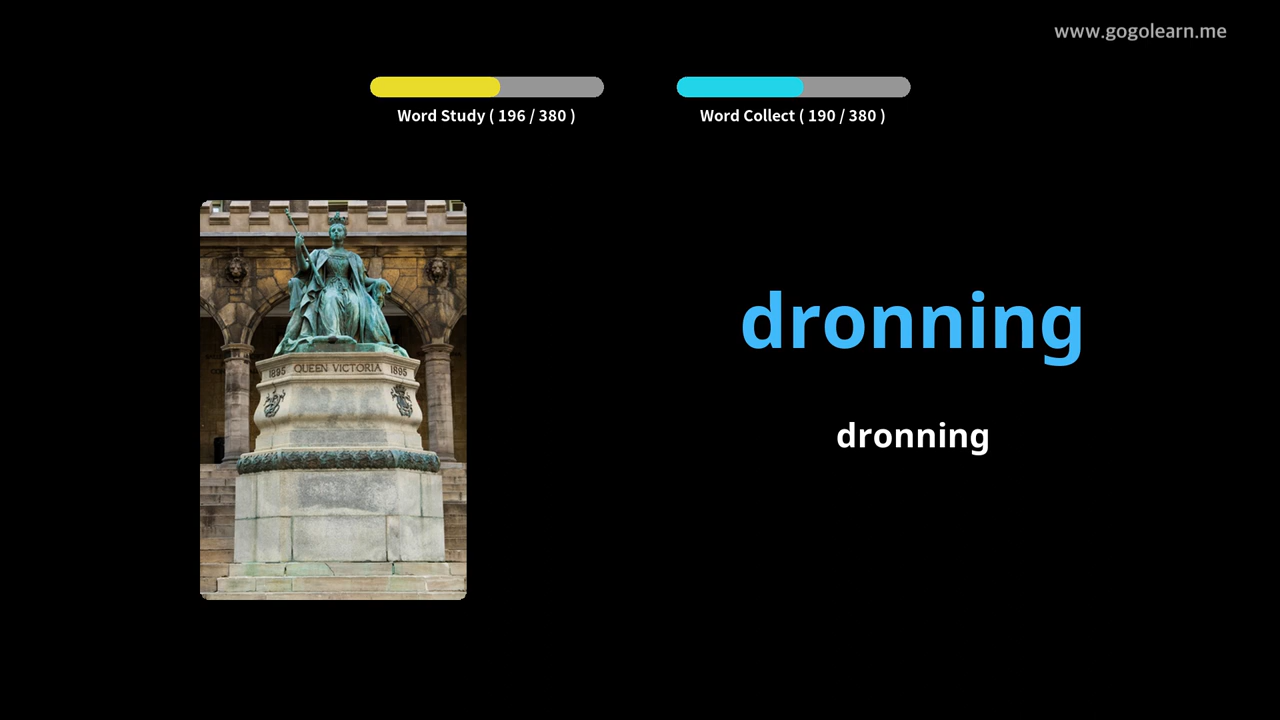 www.gogolearn.me
Word Study ( 196 / 380 )
Word Collect ( 190 / 380 )
1895 QUEEN VICTORIA 1895
dronning
dronning